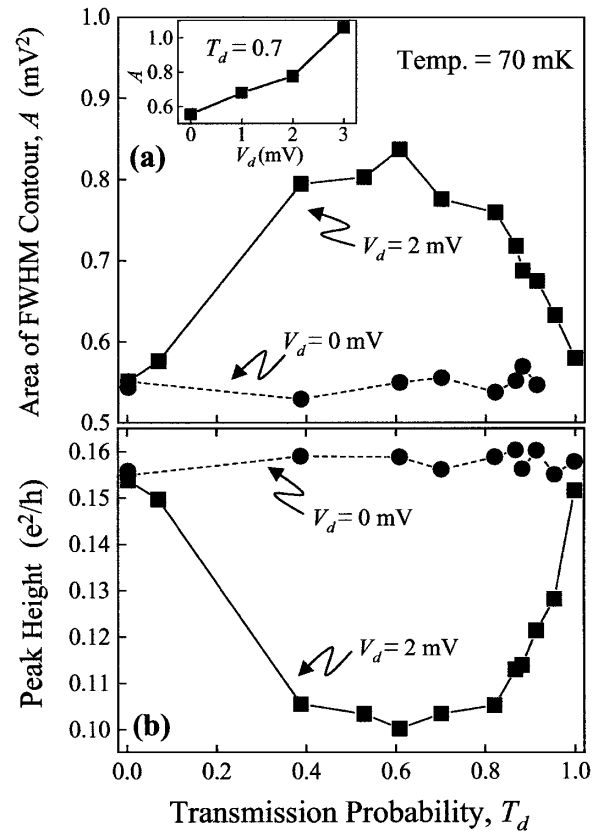 1.0
0.9
0.8
0.7
0.6
0.5
Area of FWHM Contour, A (mV²)
1.0
0.8
0.6
A
T_d = 0.7
0
1
2
3
V_d (mV)
Temp. = 70 mK
(a)
V_d = 2 mV
V_d = 0 mV
0.16
0.15
0.14
0.13
0.12
0.11
0.10
Peak Height (e²/h)
V_d = 0 mV
V_d = 2 mV
(b)
0.0
0.2
0.4
0.6
0.8
1.0
Transmission Probability, T_d